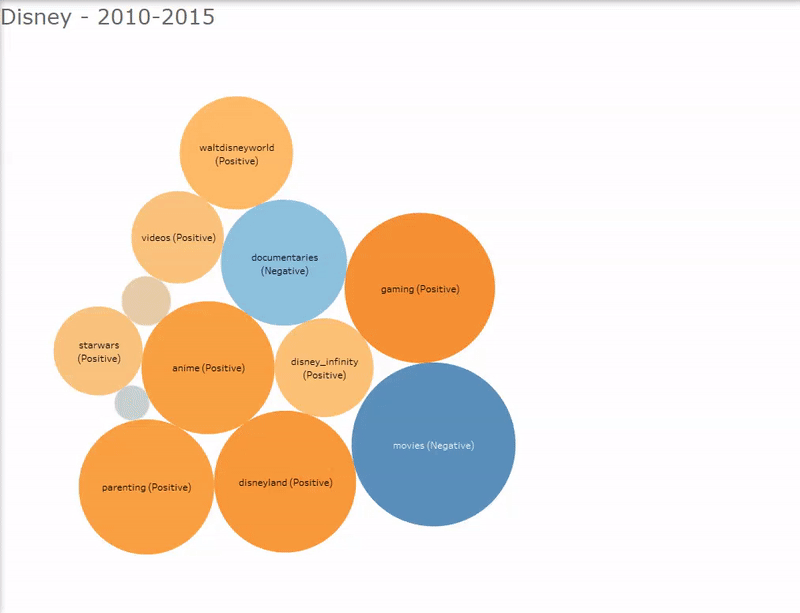 Disney - 2010-2015
waltdisneyworld
(Positive)
videos (Positive)
documentaries
(Negative)
gaming (Positive)
starwars
(Positive)
anime (Positive)
disney_infinity
(Positive)
movies (Negative)
parenting (Positive)
disneyland (Positive)